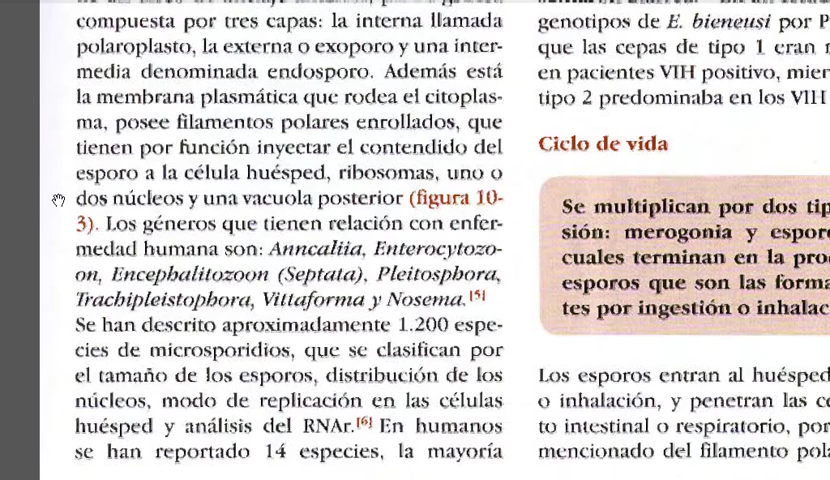 compuesta por tres capas: la interna llamada
polaroplasto, la externa o exoporo y una inter-
media denominada endosporo. Además está
la membrana plasmática que rodea el citoplas-
ma, posee filamentos polares enrollados, que
tienen por función inyectar el contendido del
esporo a la célula huésped, ribosomas, uno o
dos núcleos y una vacuola posterior (figura 10-
3). Los géneros que tienen relación con enfer-
medad humana son: Anncaliia, Enterocytozo-
on, Encephalitozoon (Septata), Pleitosphora,
Trachipleistophora, Vittaforma y Nosema.[5]
Se han descrito aproximadamente 1.200 espe-
cies de microsporidios, que se clasifican por
el tamaño de los esporos, distribución de los
núcleos, modo de replicación en las células
huésped y análisis del RNAr.[6] En humanos
se han reportado 14 especies, la mayoría
genotipos de E. bieneusi por P
que las cepas de tipo 1 eran
en pacientes VIH positivo, mier
tipo 2 predominaba en los VIH
Ciclo de vida
Se multiplican por dos tip
sión: merogonia y espor
cuales terminan en la pro
esporos que son las forma
tes por ingestión o inhalac
Los esporos entran al huésped
o inhalación, y penetran las cé
to intestinal o respiratorio, por
mencionado del filamento pola